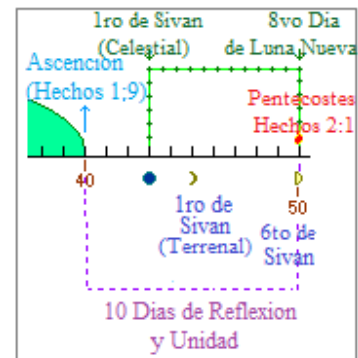 1ro de Sivan
(Celestial)
8vo Dia
de Luna Nueva
Ascención
(Hechos 1;9)
Pentecostes
Hechos 2:1
40
50
1ro de
Sivan
(Terrenal)
6to de
Sivan
10 Dias de Reflexion
y Unidad